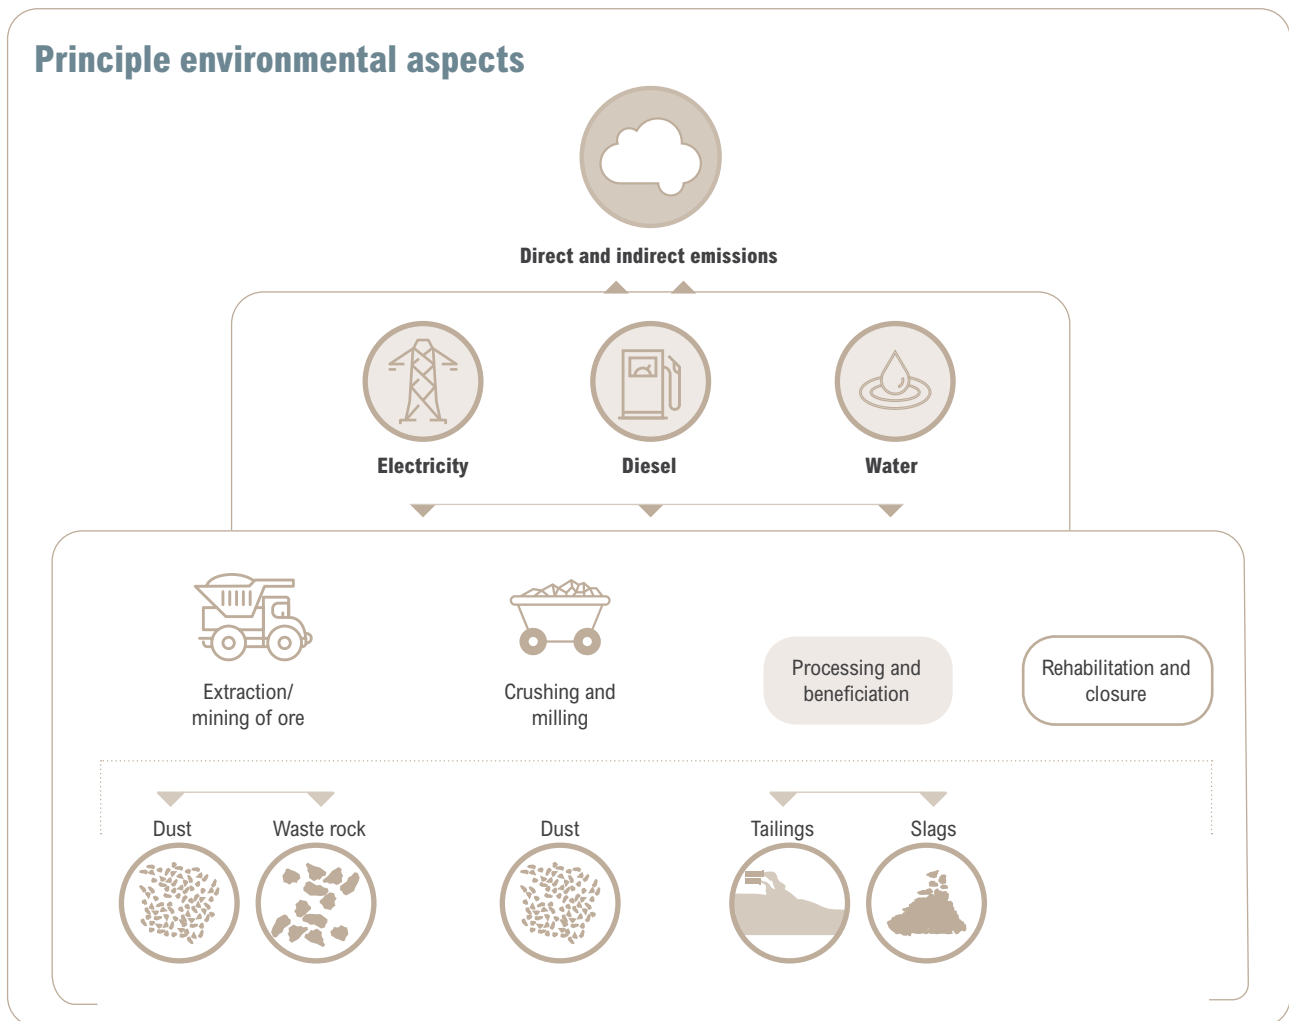 Principle environmental aspects
Direct and indirect emissions
Electricity
Diesel
Water
Extraction/
mining of ore
Crushing and
milling
Processing and
beneficiation
Rehabilitation and
closure
Dust
Waste rock
Dust
Tailings
Slags